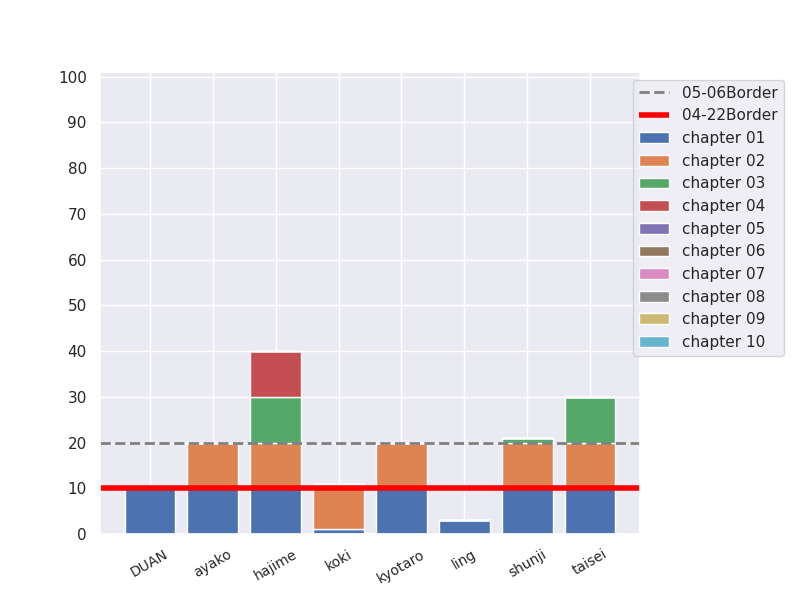 100
90
80
70
60
50
40
30
20
10
0
DUAN
ayako
hajime
koki
kyotaro
ling
shunji
taisei
05-06Border
04-22Border
chapter 01
chapter 02
chapter 03
chapter 04
chapter 05
chapter 06
chapter 07
chapter 08
chapter 09
chapter 10